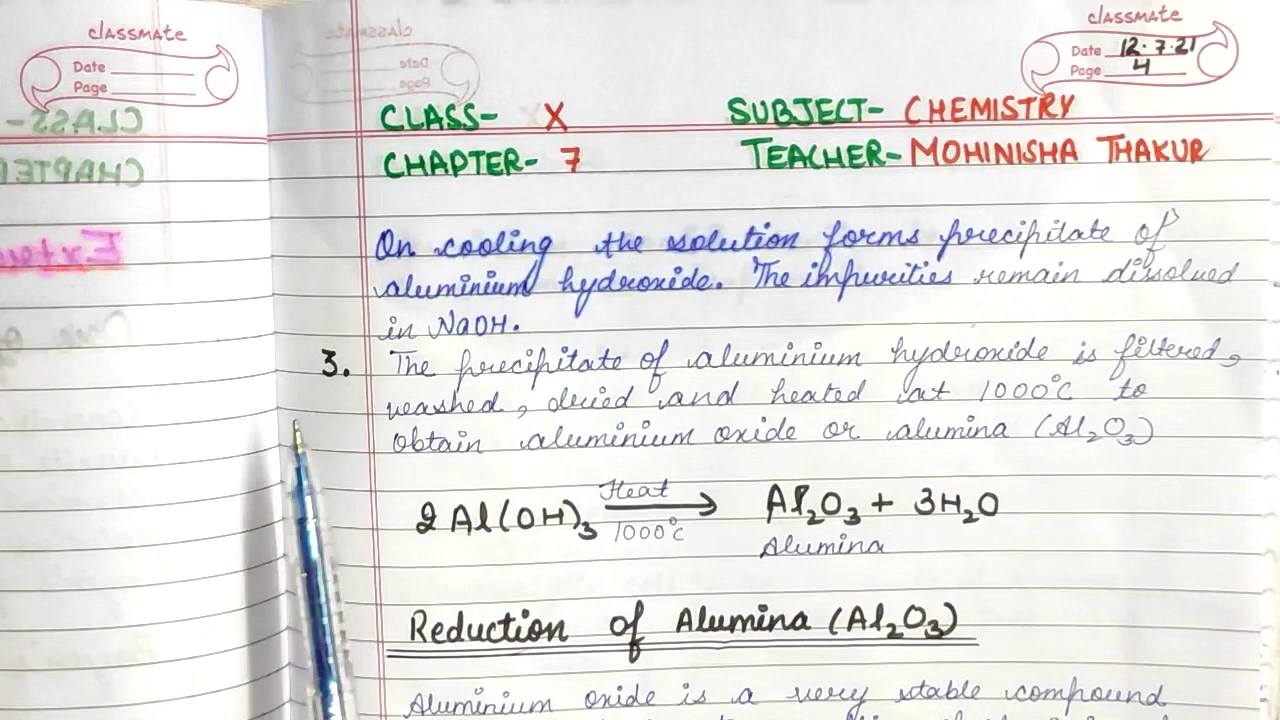 classmate
Date
Page
classmate
Date 12.7.21
Page 4
CLASS- X SUBJECT- CHEMISTRY
CHAPTER- 7 TEACHER- MOHINISHA THAKUR
On cooling the solution forms precipitate of
aluminium hydroxide. The impurities remain dissolved
in NaOH.
3. The precipitate of aluminium hydroxide is filtered,
washed, dried and heated at 1000°C to
obtain aluminium oxide or alumina (Al₂O₃)
2Al(OH)₃ Heat 1000°C → Al₂O₃ + 3H₂O
Alumina
Reduction of Alumina (Al₂O₃)
Aluminium oxide is a very stable compound